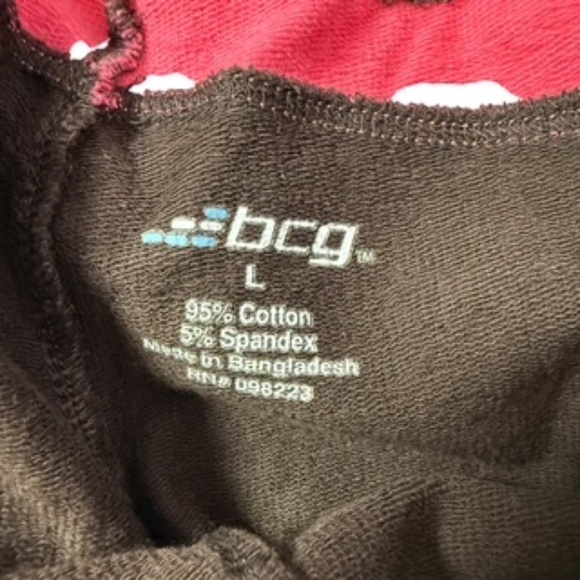 bcg™
L
95% Cotton
5% Spandex
Made in Bangladesh
RN# 098223